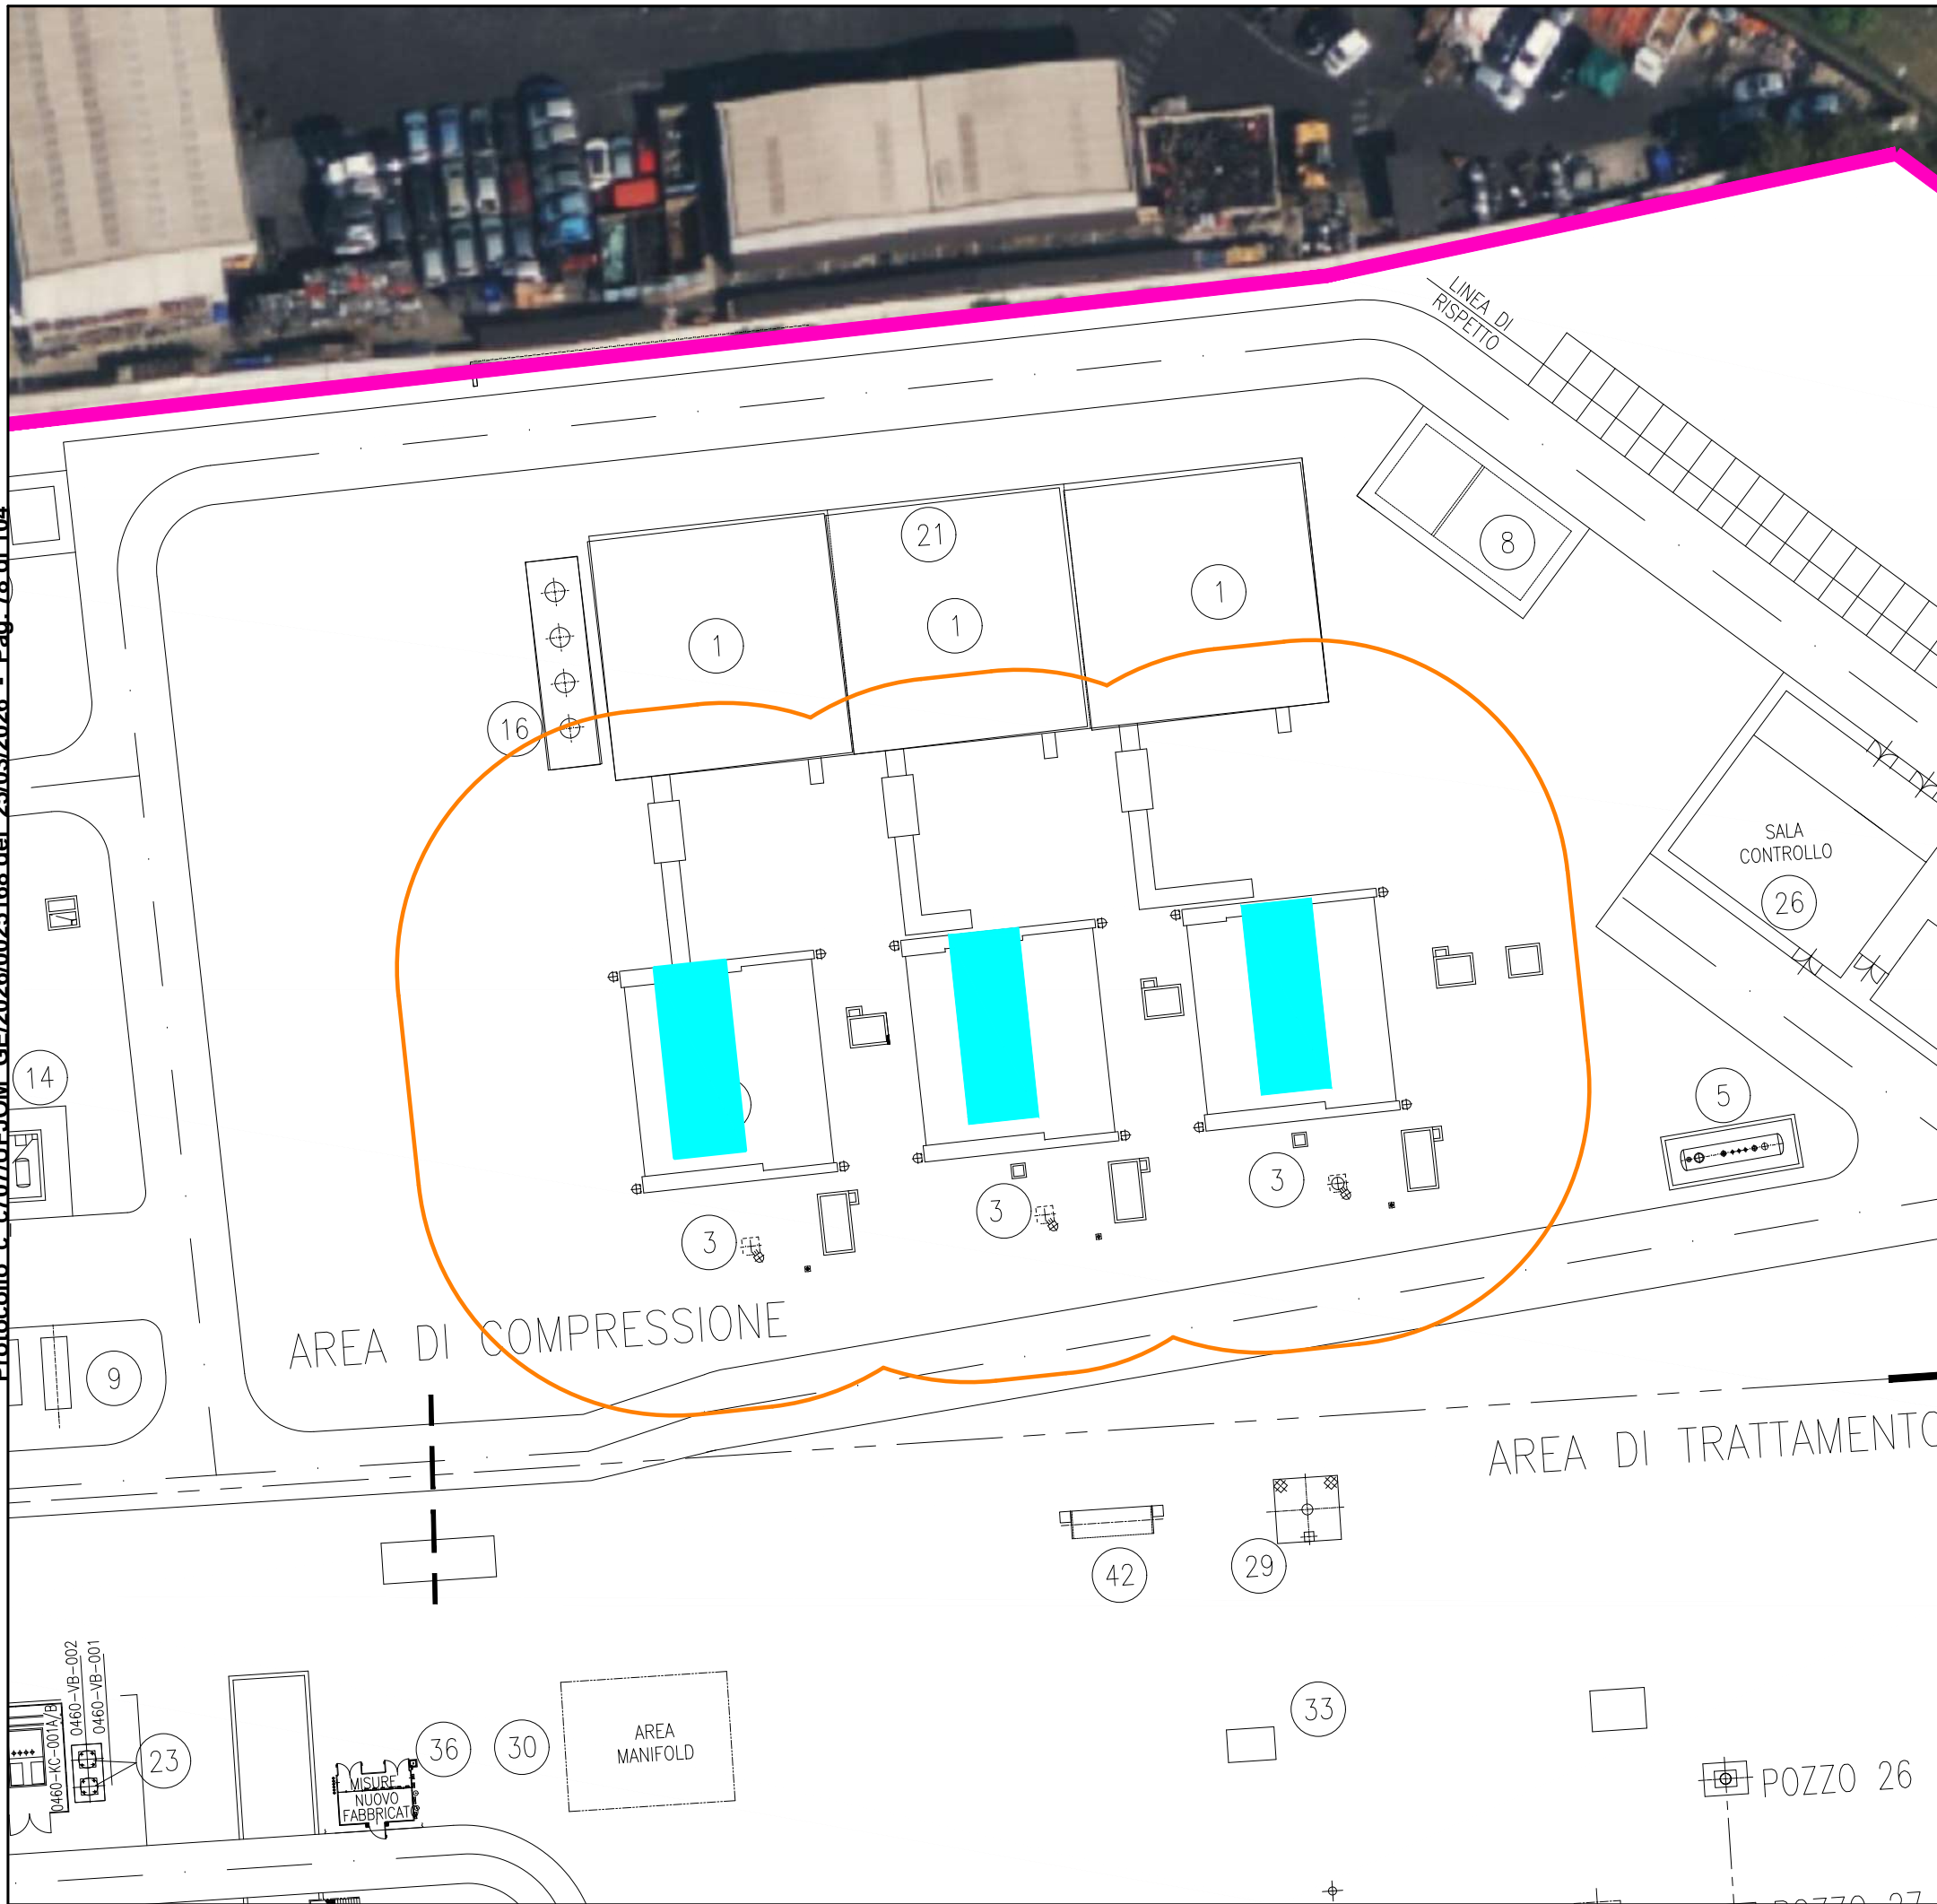 LINEA DI
RISPETTO
21
8
1
1
1
16
SALA
CONTROLLO
26
14
5
3
3
3
AREA DI COMPRESSIONE
9
AREA DI TRATTAMENTO
42
29
0460-VB-002
0460-VB-001
0460-KC-001A/B
23
36
30
AREA
MANIFOLD
33
MISURE
NUOVO
FABBRICATO
POZZO 26